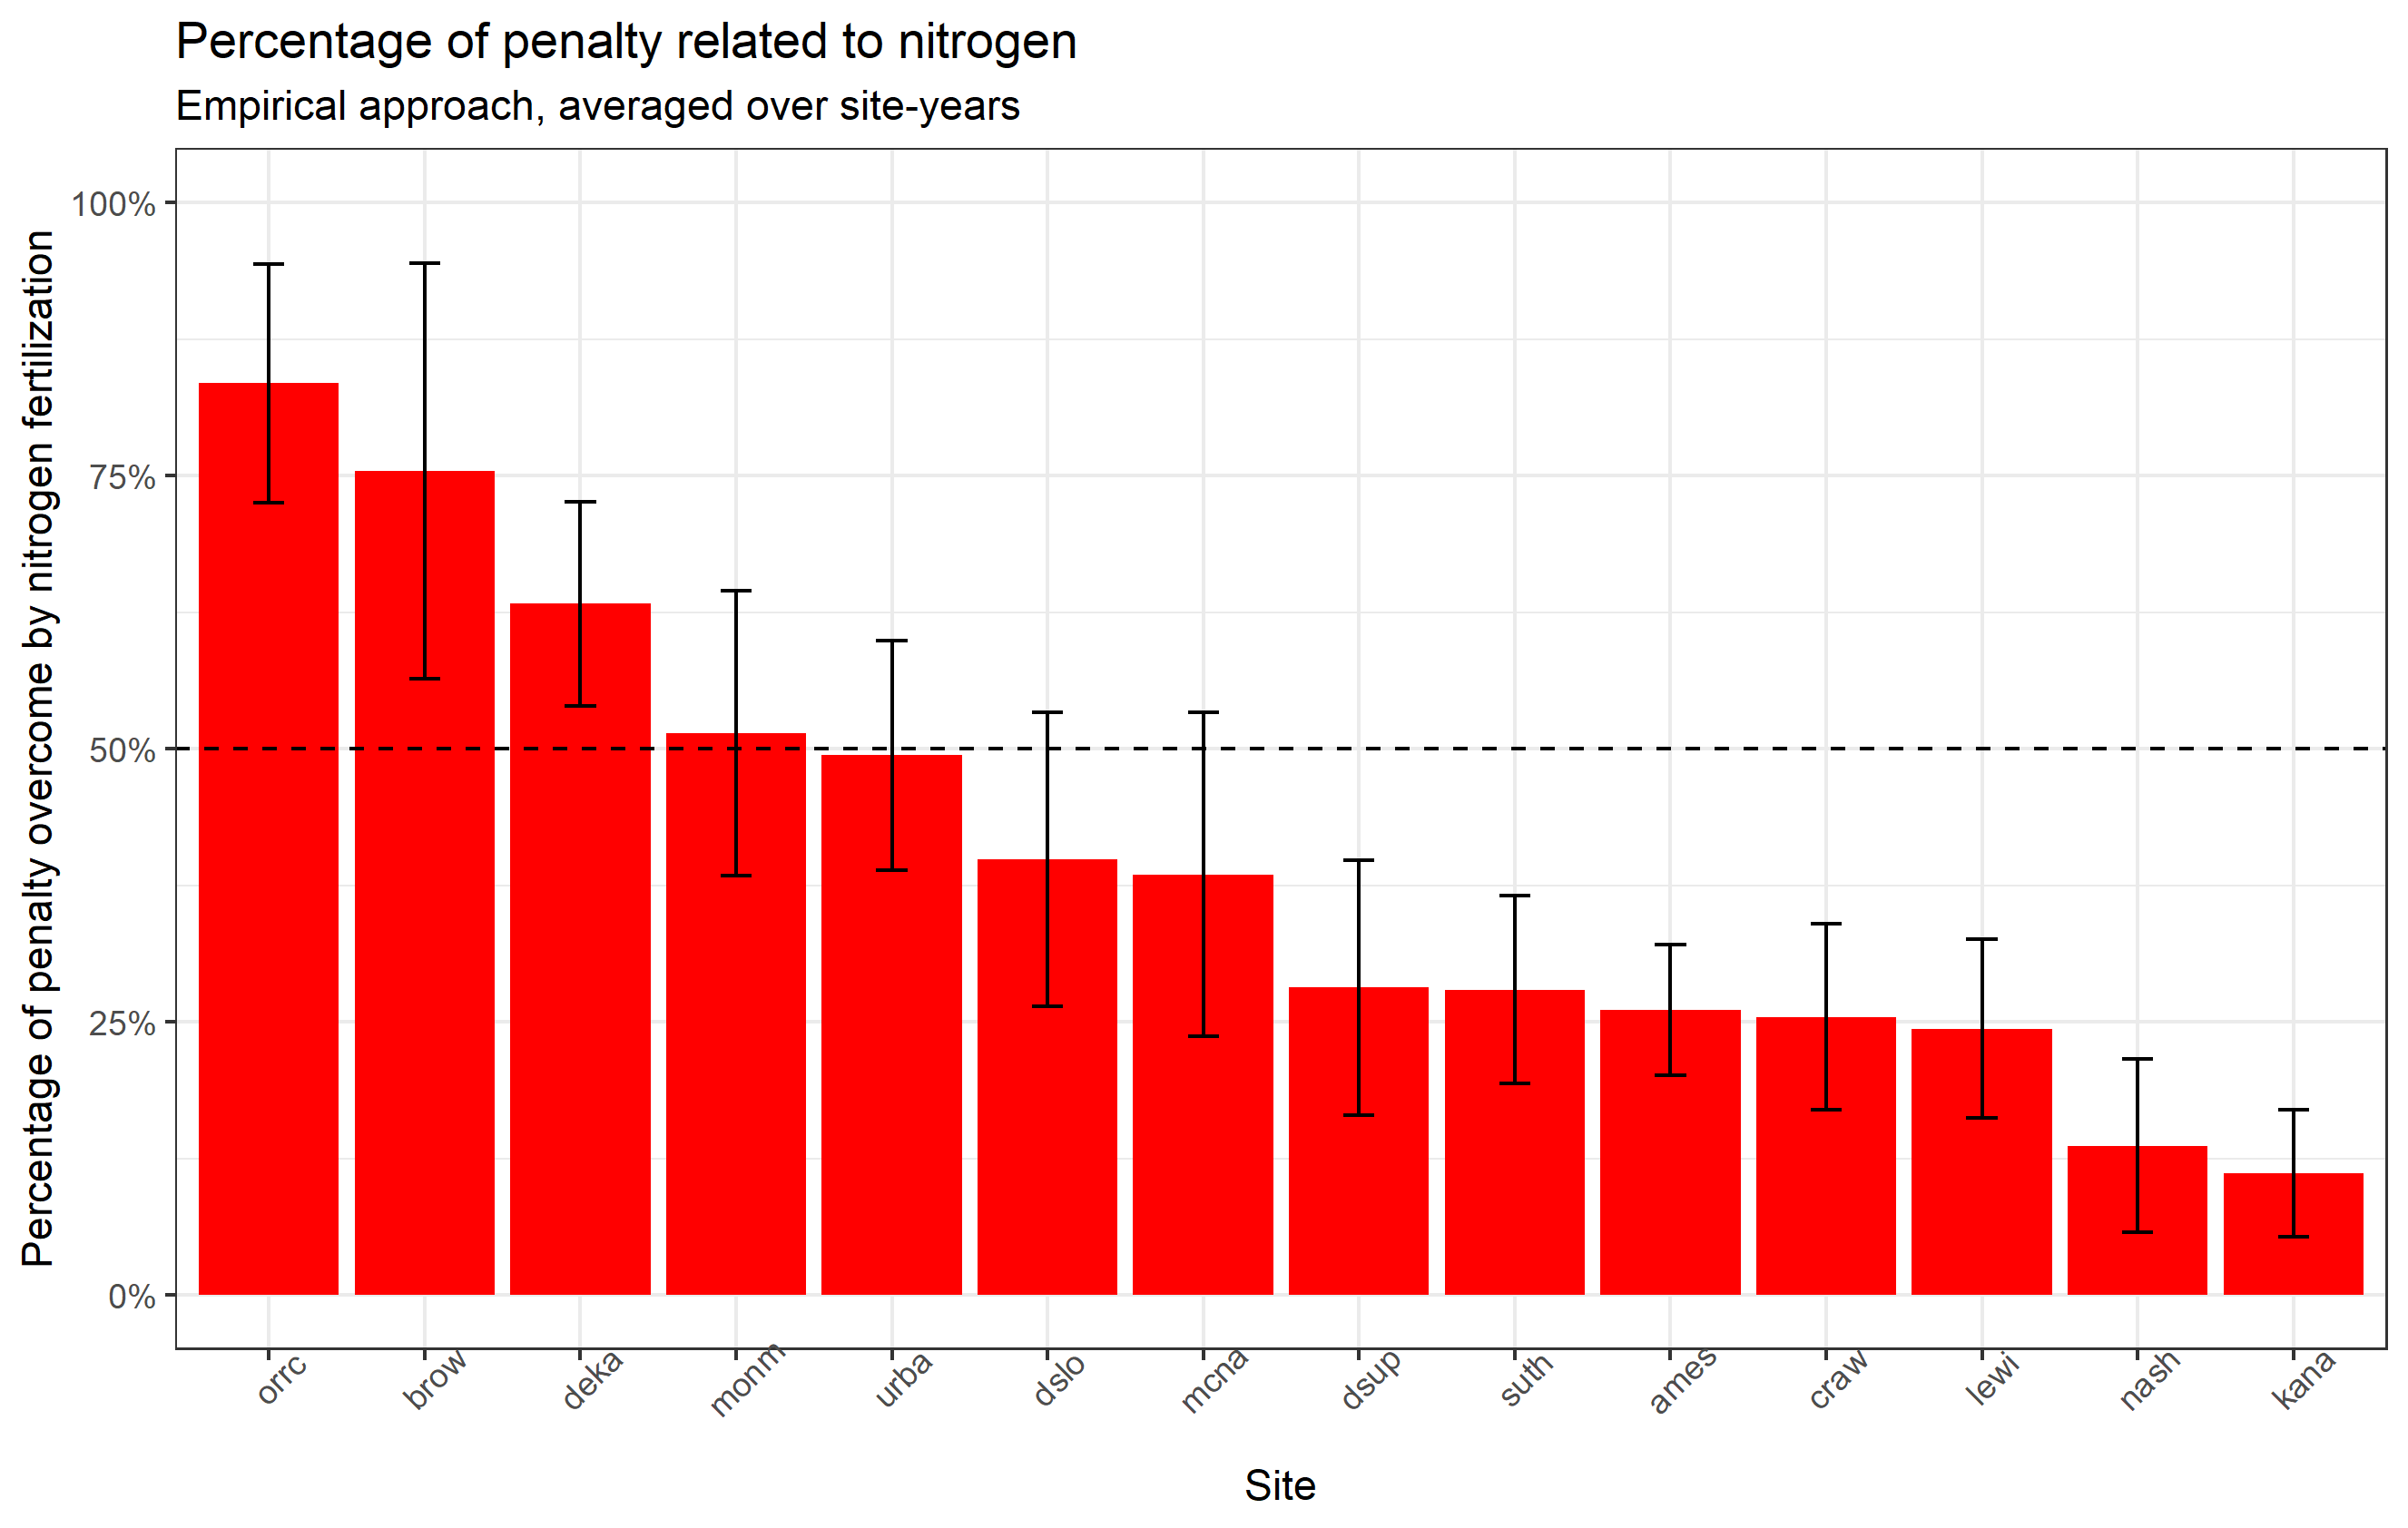 Percentage of penalty related to nitrogen
Empirical approach, averaged over site-years
Percentage of penalty overcome by nitrogen fertilization
100%
75%
50%
25%
0%
orrc
brow
deka
monm
urba
dslo
mcna
dsup
suth
ames
craw
lewi
nash
kana
Site